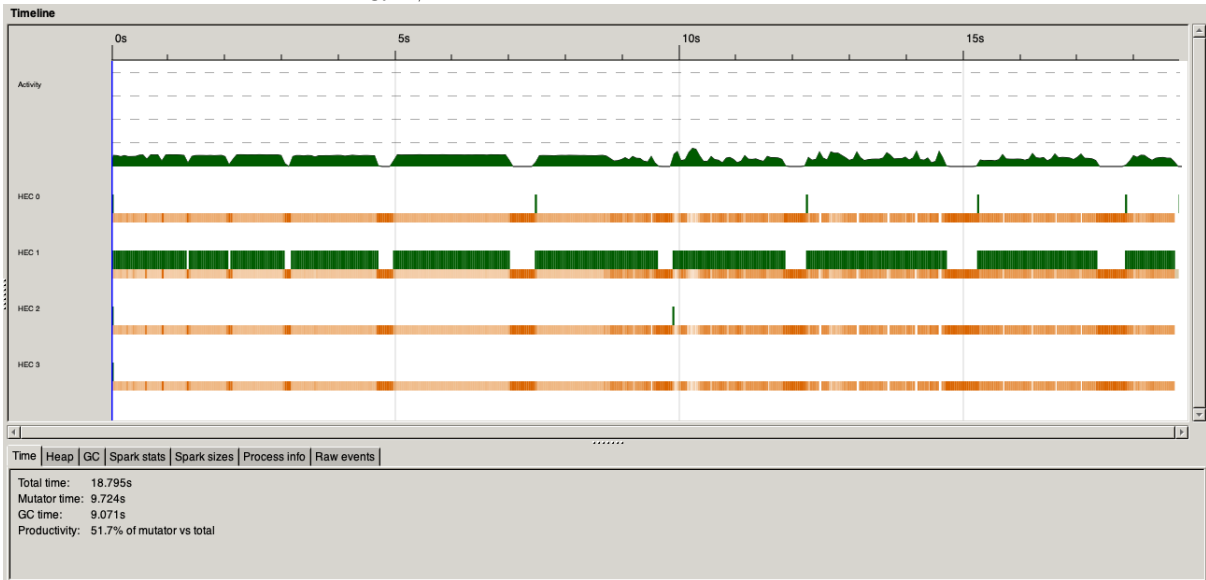 Timeline
0s 5s 10s 15s
Activity
HEC 0
HEC 1
HEC 2
HEC 3
Time Heap GC Spark stats Spark sizes Process info Raw events
Total time: 18.795s
Mutator time: 9.724s
GC time: 9.071s
Productivity: 51.7% of mutator vs total